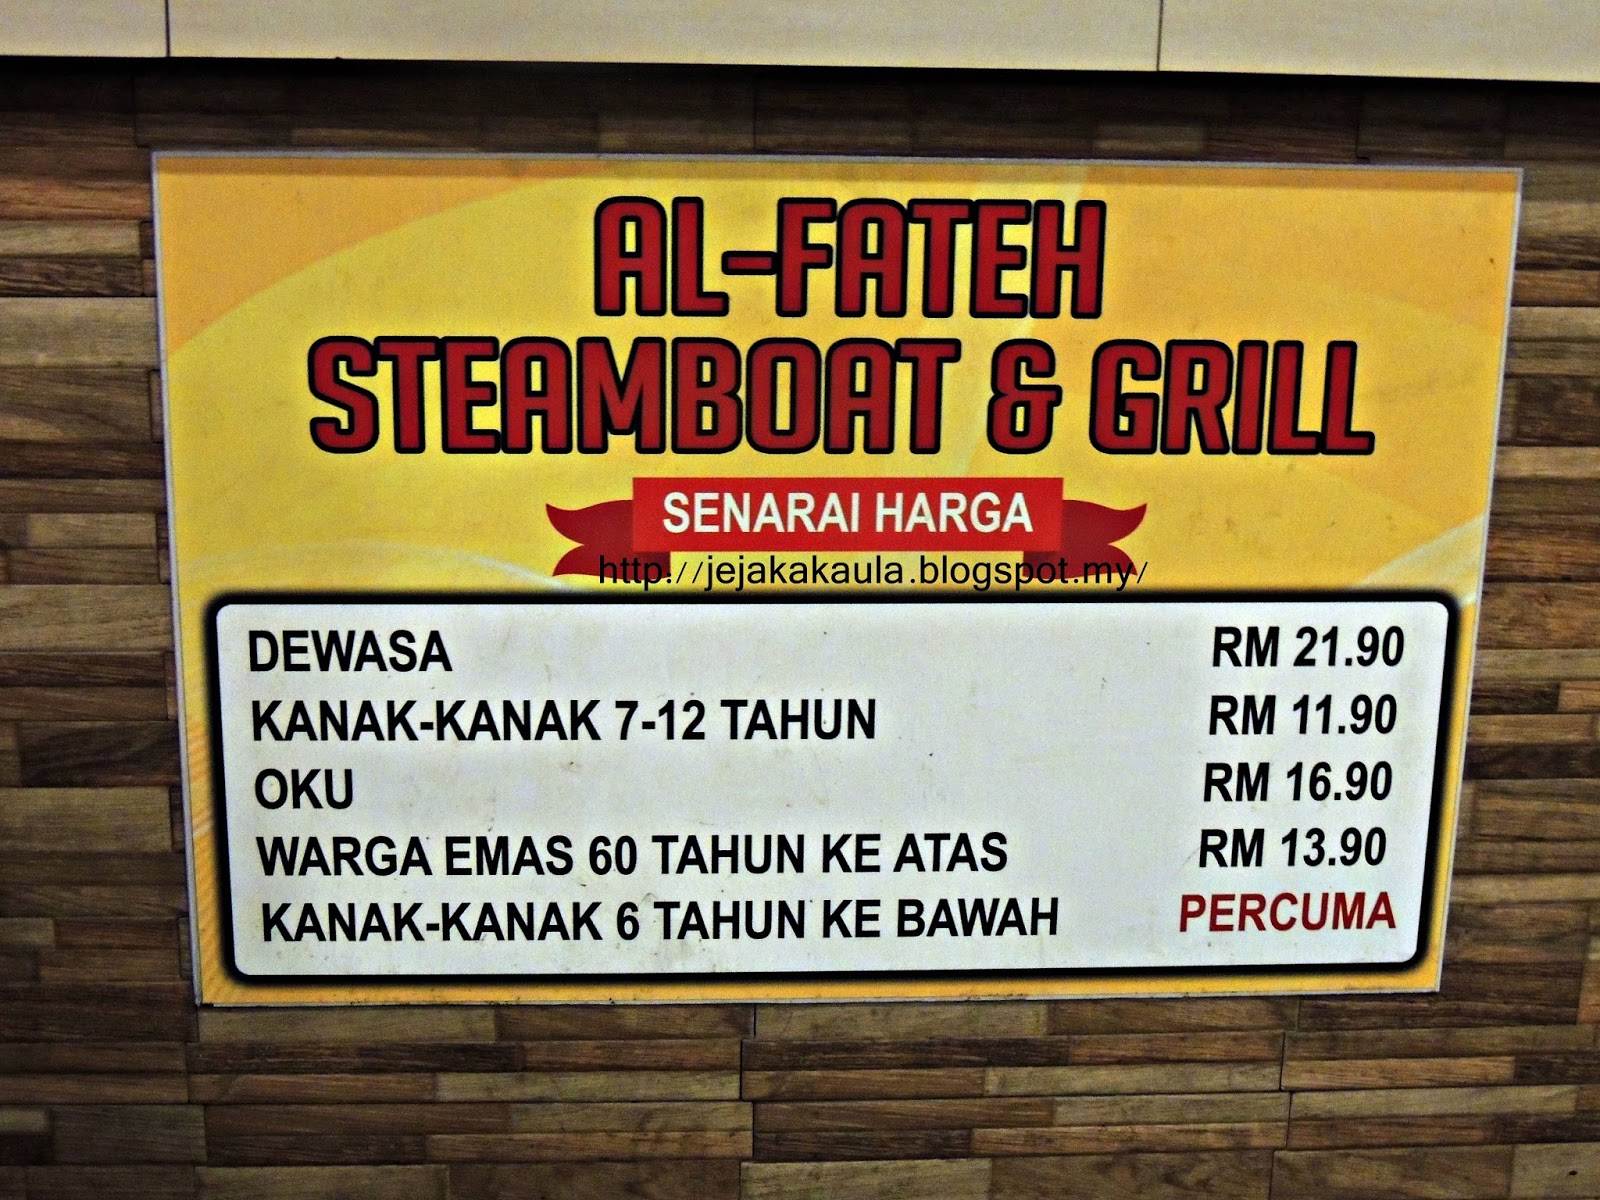 AL-FATEH
STEAMBOAT & GRILL
SENARAI HARGA
http://jejakakaula.blogspot.my/
DEWASA RM 21.90
KANAK-KANAK 7-12 TAHUN RM 11.90
OKU RM 16.90
WARGA EMAS 60 TAHUN KE ATAS RM 13.90
KANAK-KANAK 6 TAHUN KE BAWAH PERCUMA